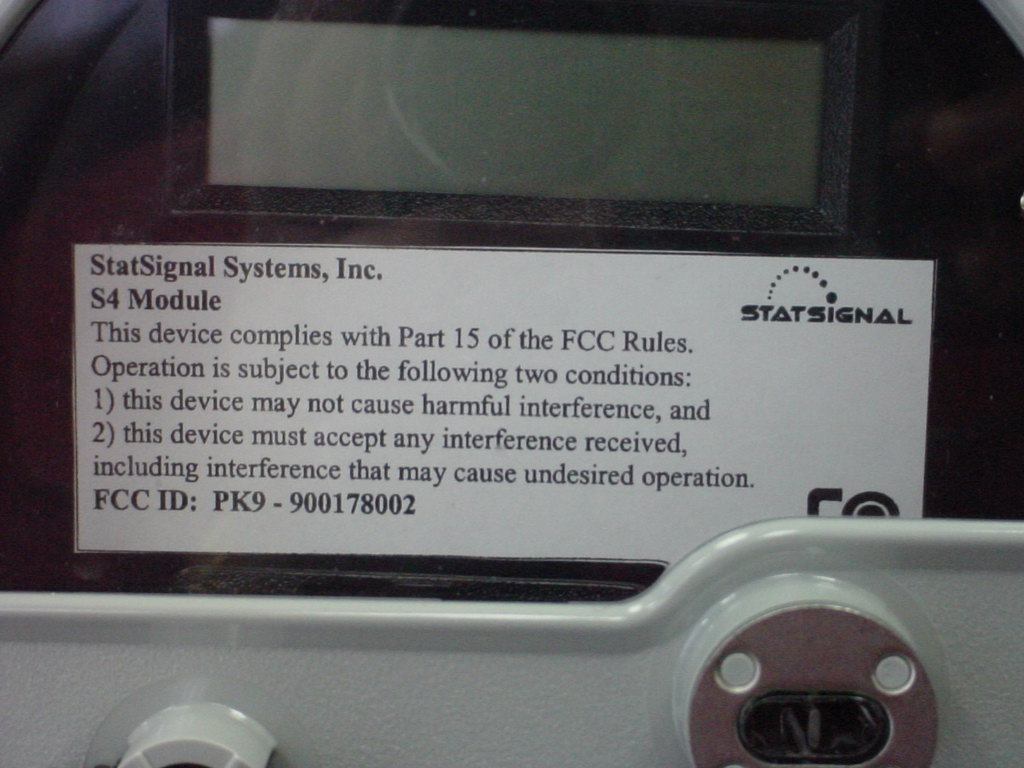 StatSignal Systems, Inc.
S4 Module
STATSIGNAL
This device complies with Part 15 of the FCC Rules.
Operation is subject to the following two conditions:
1) this device may not cause harmful interference, and
2) this device must accept any interference received,
including interference that may cause undesired operation.
FCC ID: PK9 - 900178002